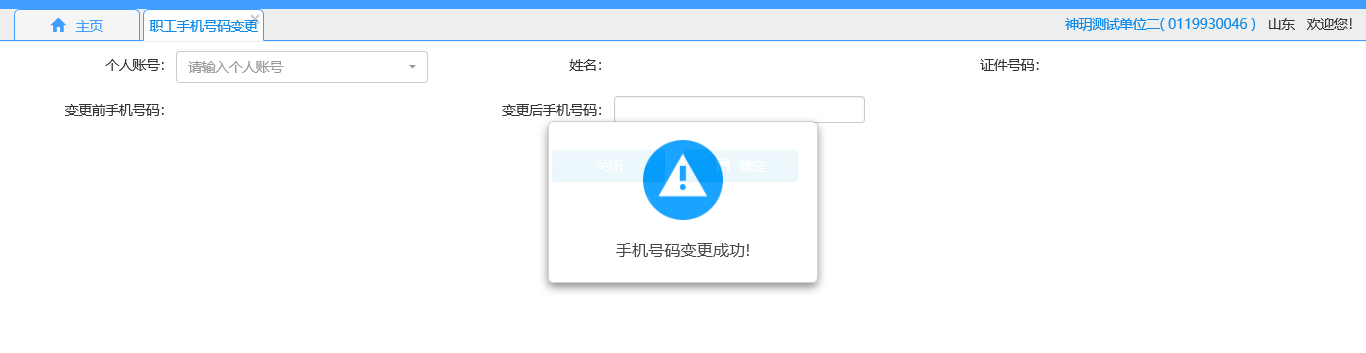 主页 职工手机号码变更 神玥测试单位二( 0119930046 ) 山东 欢迎您!
个人账号: 请输入个人账号 姓名: 证件号码:
变更前手机号码: 变更后手机号码:
关闭 确定
手机号码变更成功!